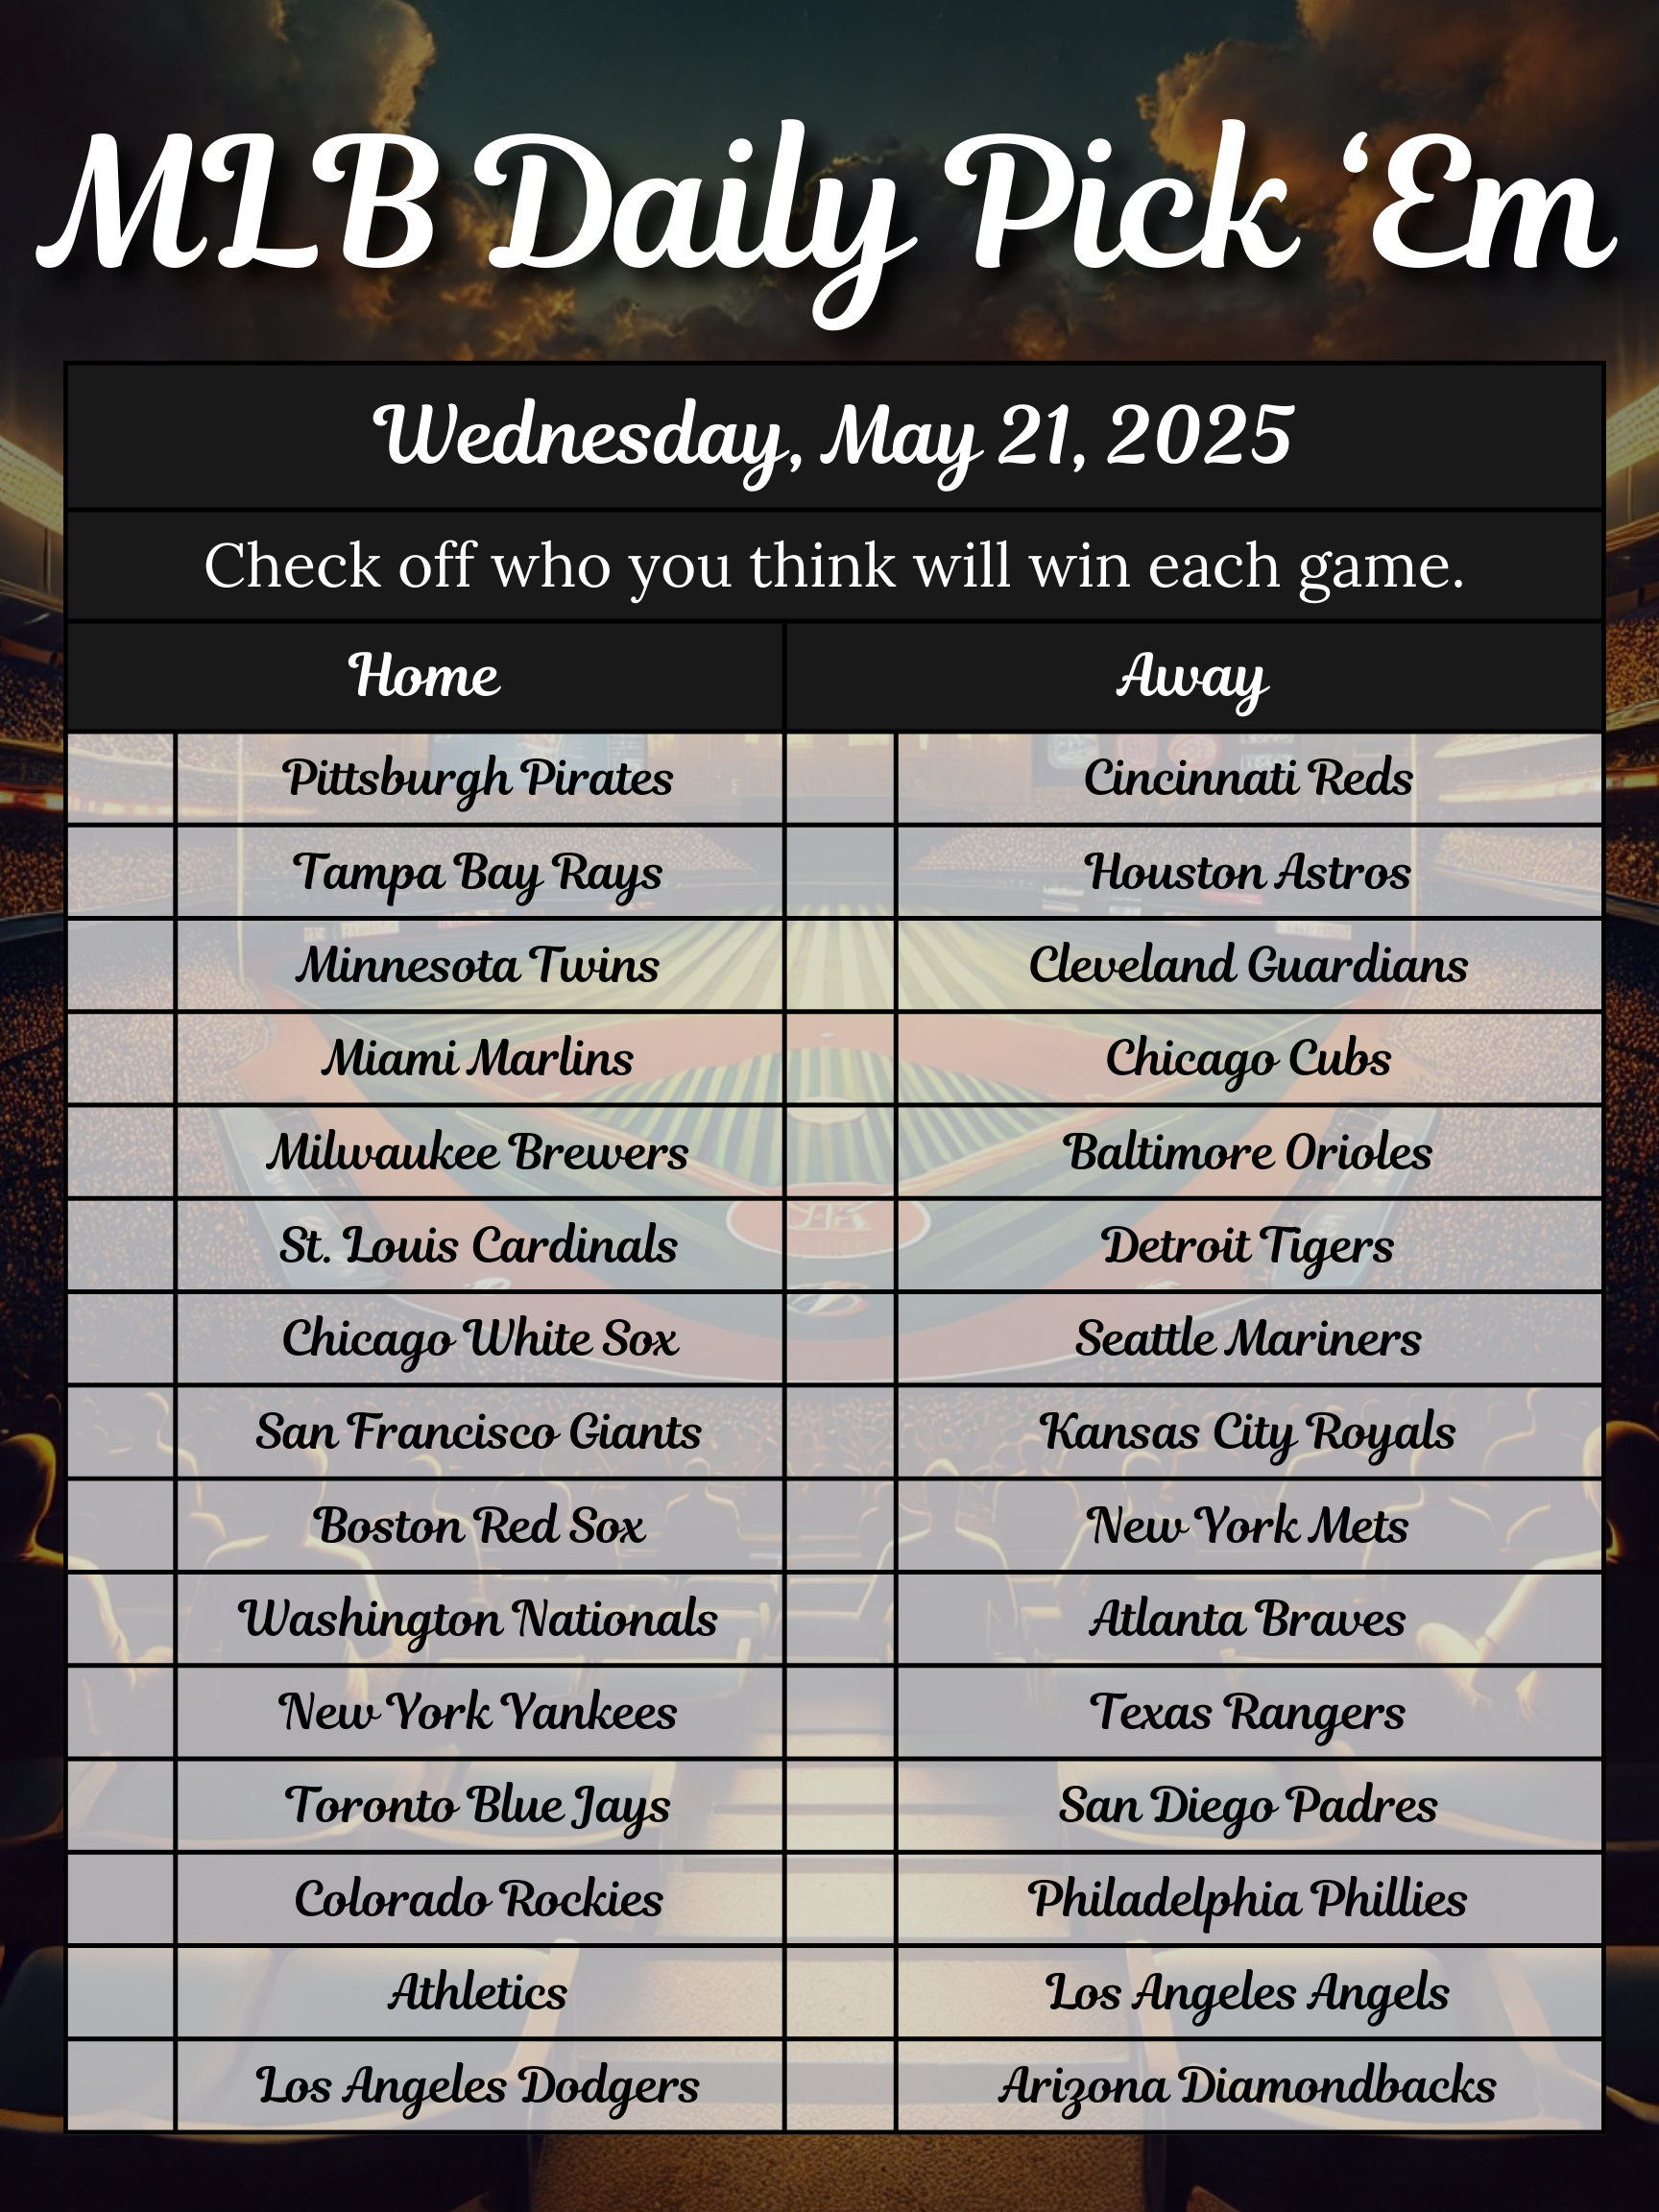 MLB Daily Pick ‘Em
Wednesday, May 21, 2025
Check off who you think will win each game.
Home Away
Pittsburgh Pirates Cincinnati Reds
Tampa Bay Rays Houston Astros
Minnesota Twins Cleveland Guardians
Miami Marlins Chicago Cubs
Milwaukee Brewers Baltimore Orioles
St. Louis Cardinals Detroit Tigers
Chicago White Sox Seattle Mariners
San Francisco Giants Kansas City Royals
Boston Red Sox New York Mets
Washington Nationals Atlanta Braves
New York Yankees Texas Rangers
Toronto Blue Jays San Diego Padres
Colorado Rockies Philadelphia Phillies
Athletics Los Angeles Angels
Los Angeles Dodgers Arizona Diamondbacks